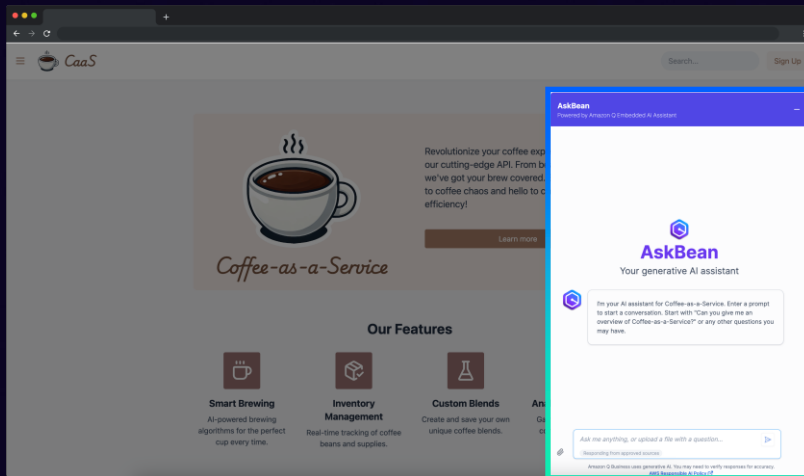 CaaS
Search...
Sign Up
Revolutionize your coffee exp
our cutting-edge API. From b
we've got your brew covered.
to coffee chaos and hello to c
efficiency!
Learn more
Coffee-as-a-Service
Our Features
Smart Brewing
AI-powered brewing
algorithms for the perfect
cup every time.
Inventory
Management
Real-time tracking of coffee
beans and supplies.
Custom Blends
Create and save your own
unique coffee blends.
AskBean
Powered by Amazon Q Embedded AI Assistant
AskBean
Your generative AI assistant
I'm your AI assistant for Coffee-as-a-Service. Enter a prompt
to start a conversation. Start with "Can you give me an
overview of Coffee-as-a-Service?" or any other questions you
may have.
Ask me anything, or upload a file with a question...
Responding from approved sources
Amazon Q Business uses generative AI. You may need to verify responses for accuracy.
AWS Responsible AI Policy